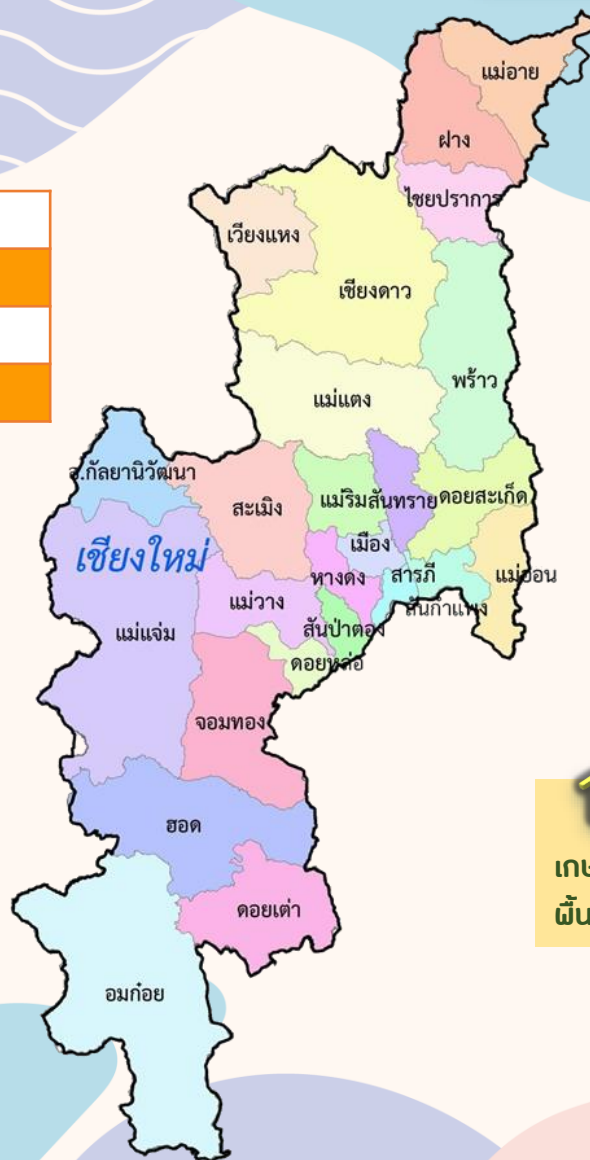 แม่อาย
ฝาง
ไชยปราการ
เวียงแหง
เชียงดาว
พร้าว
แม่แตง
อ.กัลยานิวัฒนา
สะเมิง
แม่ริม
สันทราย
ดอยสะเก็ด
เมือง
เชียงใหม่
หางดง
สารภี
แม่ออน
สันกำแพง
แม่วาง
แม่แจ่ม
สันป่าตอง
ดอยหล่อ
จอมทอง
ฮอด
ดอยเต่า
อมก๋อย